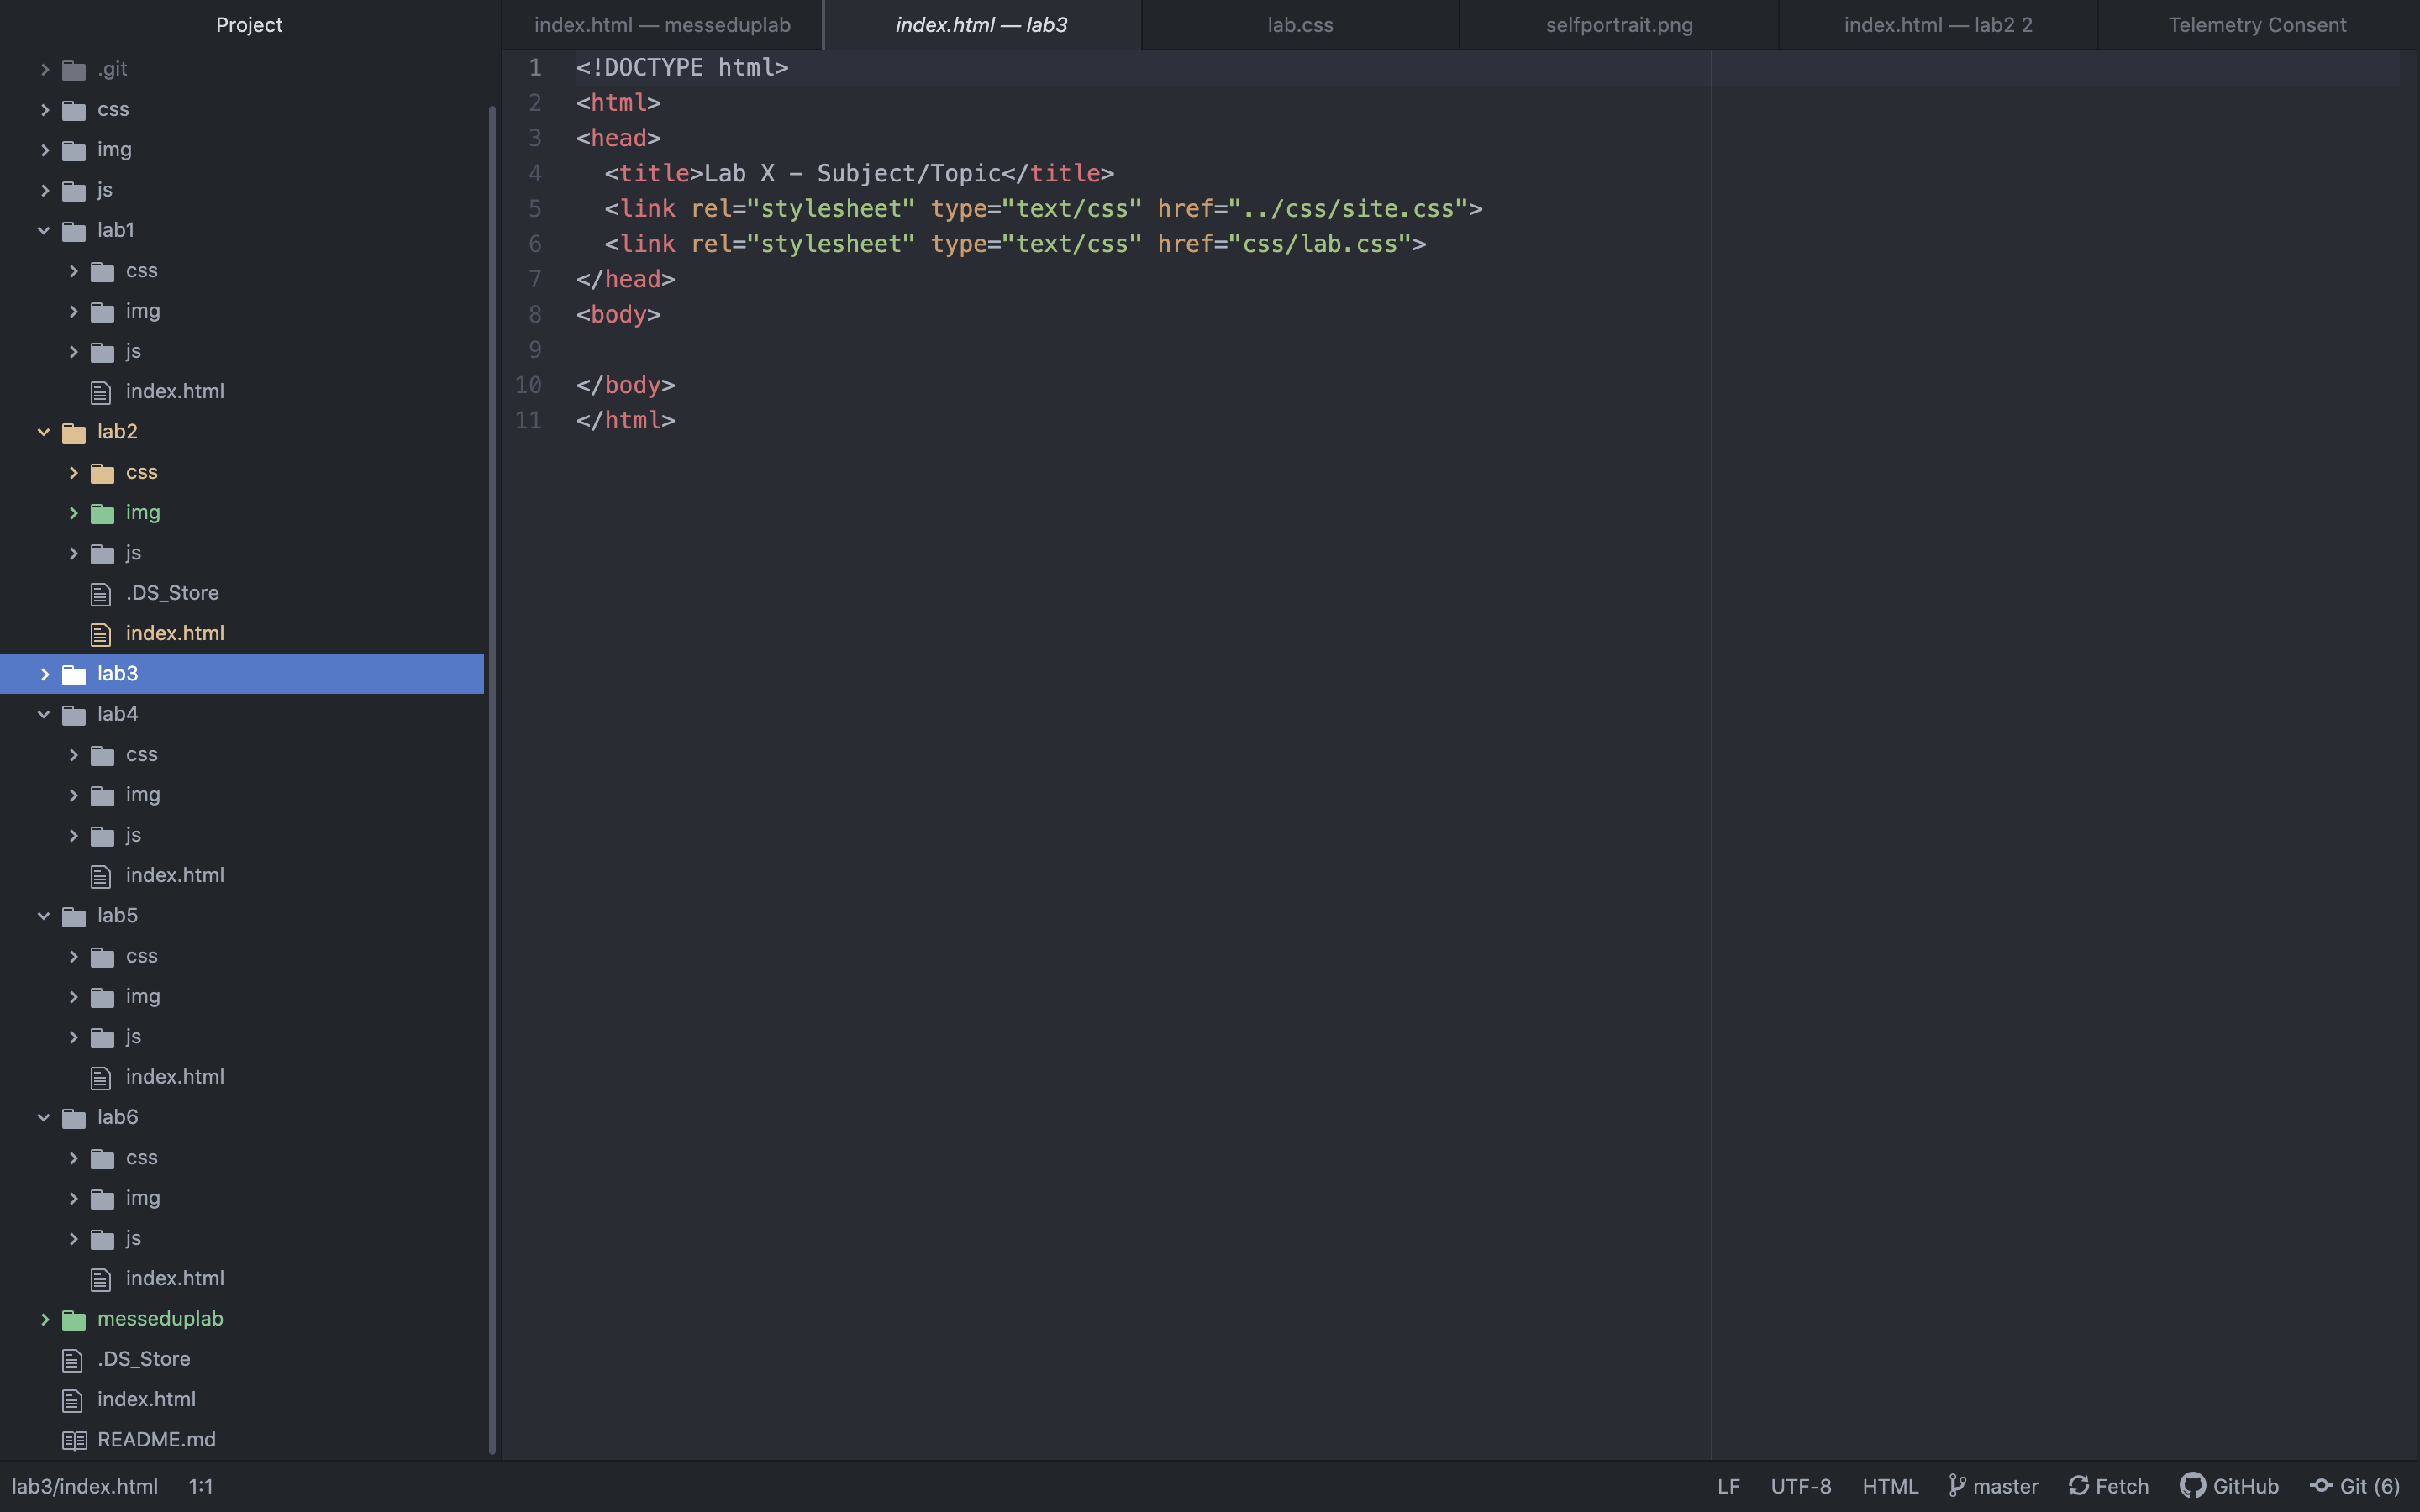 Project
index.html — messeduplab
index.html — lab3
lab.css
selfportrait.png
index.html — lab2 2
Telemetry Consent
.git
css
img
js
lab1
css
img
js
index.html
lab2
css
img
js
.DS_Store
index.html
lab3
lab4
css
img
js
index.html
lab5
css
img
js
index.html
lab6
css
img
js
index.html
messeduplab
.DS_Store
index.html
README.md
1 <!DOCTYPE html>
2 <html>
3 <head>
4 <title>Lab X – Subject/Topic</title>
5 <link rel="stylesheet" type="text/css" href="../css/site.css">
6 <link rel="stylesheet" type="text/css" href="css/lab.css">
7 </head>
8 <body>
9
10 </body>
11 </html>
lab3/index.html 1:1
LF UTF-8 HTML master Fetch GitHub Git (6)